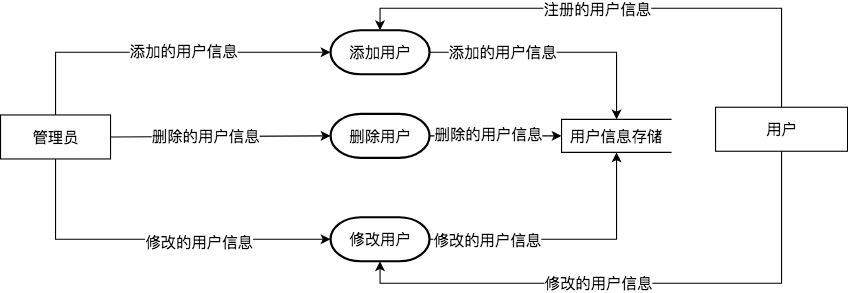 注册的用户信息
添加的用户信息
添加用户
添加的用户信息
管理员
删除的用户信息
删除用户
删除的用户信息
用户信息存储
用户
修改的用户信息
修改用户
修改的用户信息
修改的用户信息